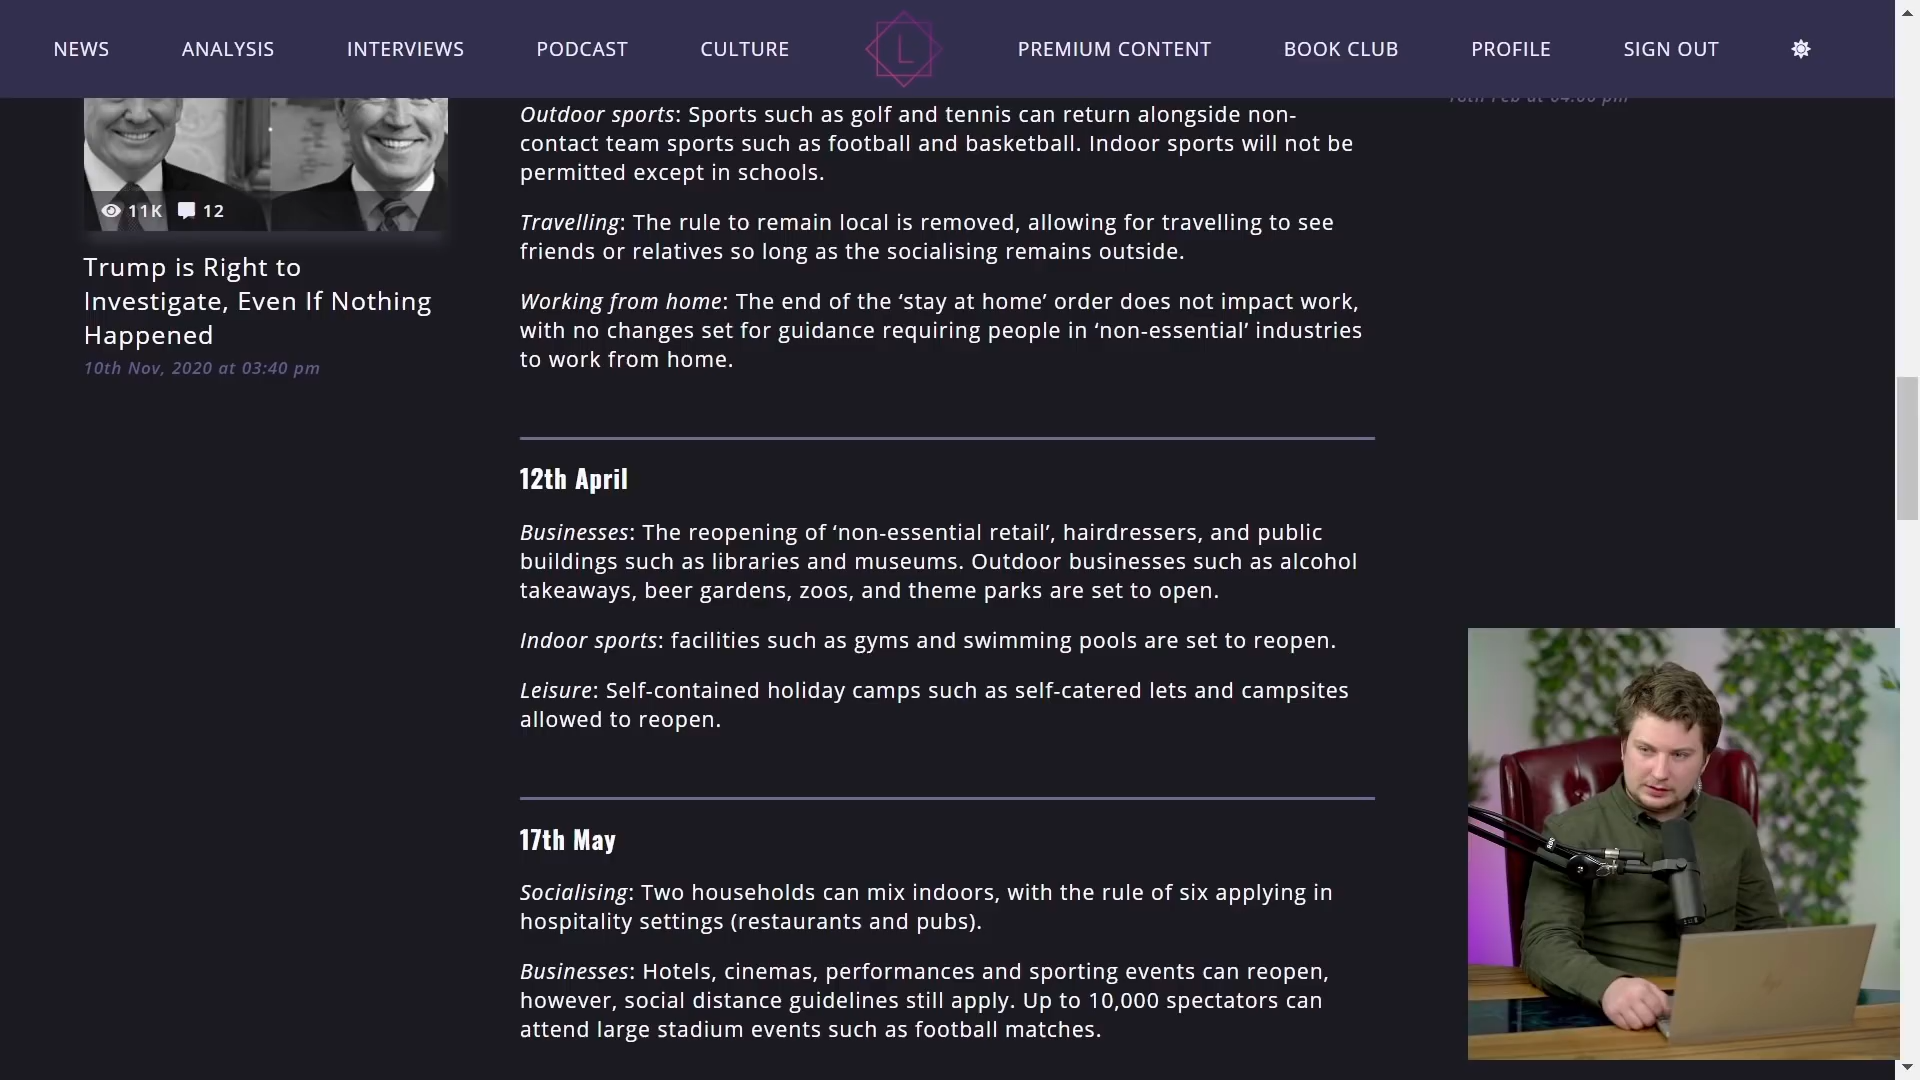 NEWS
ANALYSIS
INTERVIEWS
PODCAST
CULTURE
L
PREMIUM CONTENT
BOOK CLUB
PROFILE
SIGN OUT
11K 12
Trump is Right to
Investigate, Even If Nothing
Happened
10th Nov, 2020 at 03:40 pm
Outdoor sports: Sports such as golf and tennis can return alongside non-
contact team sports such as football and basketball. Indoor sports will not be
permitted except in schools.
Travelling: The rule to remain local is removed, allowing for travelling to see
friends or relatives so long as the socialising remains outside.
Working from home: The end of the ‘stay at home’ order does not impact work,
with no changes set for guidance requiring people in ‘non-essential’ industries
to work from home.
12th April
Businesses: The reopening of ‘non-essential retail’, hairdressers, and public
buildings such as libraries and museums. Outdoor businesses such as alcohol
takeaways, beer gardens, zoos, and theme parks are set to open.
Indoor sports: facilities such as gyms and swimming pools are set to reopen.
Leisure: Self-contained holiday camps such as self-catered lets and campsites
allowed to reopen.
17th May
Socialising: Two households can mix indoors, with the rule of six applying in
hospitality settings (restaurants and pubs).
Businesses: Hotels, cinemas, performances and sporting events can reopen,
however, social distance guidelines still apply. Up to 10,000 spectators can
attend large stadium events such as football matches.